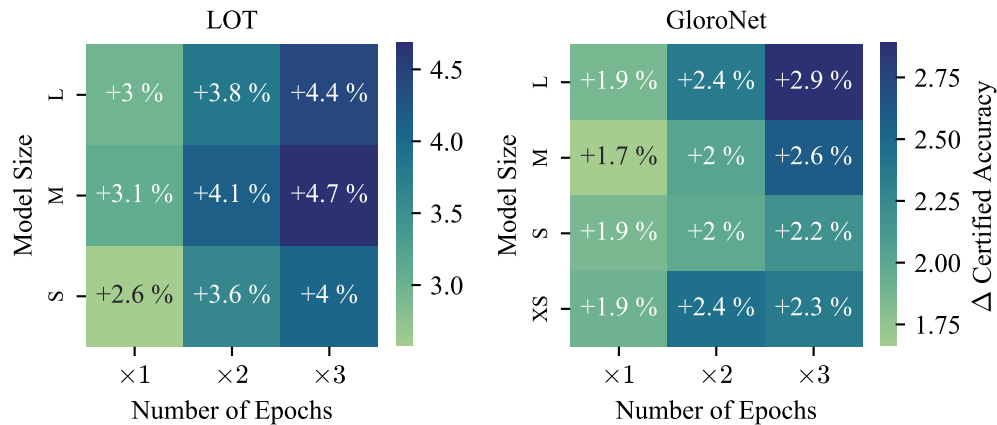 LOT
Model Size
L
+3 %
+3.8 %
+4.4 %
M
+3.1 %
+4.1 %
+4.7 %
S
+2.6 %
+3.6 %
+4 %
×1
×2
×3
Number of Epochs
4.5
4.0
3.5
3.0
GloroNet
Model Size
L
+1.9 %
+2.4 %
+2.9 %
M
+1.7 %
+2 %
+2.6 %
S
+1.9 %
+2 %
+2.2 %
XS
+1.9 %
+2.4 %
+2.3 %
×1
×2
×3
Number of Epochs
2.75
2.50
2.25
2.00
1.75
Δ Certified Accuracy